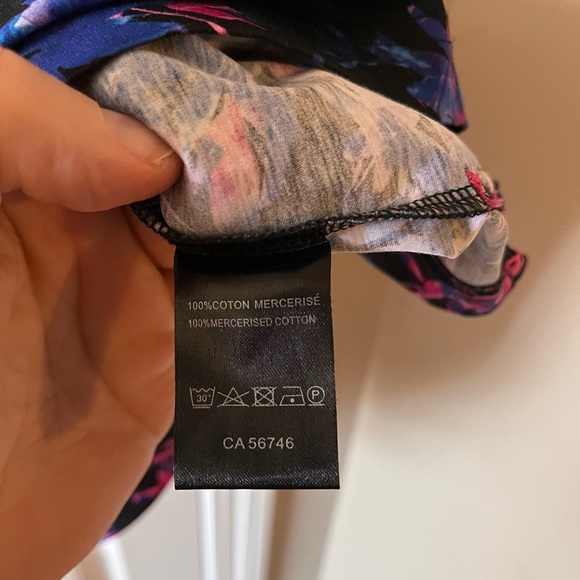 100%COTON MERCERISÉ
100%MERCERISED COTTON
30° P
CA 56746